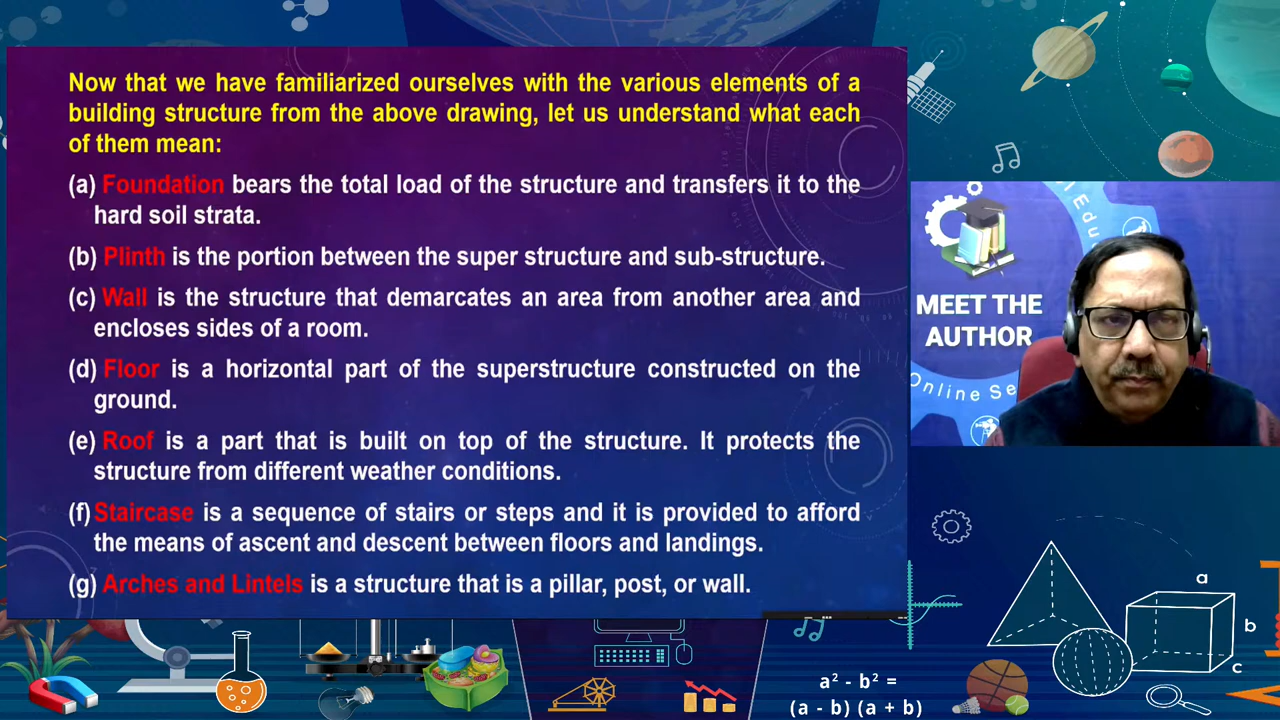 Now that we have familiarized ourselves with the various elements of a
building structure from the above drawing, let us understand what each
of them mean:
(a) Foundation bears the total load of the structure and transfers it to the
hard soil strata.
(b) Plinth is the portion between the super structure and sub-structure.
(c) Wall is the structure that demarcates an area from another area and
encloses sides of a room.
(d) Floor is a horizontal part of the superstructure constructed on the
ground.
(e) Roof is a part that is built on top of the structure. It protects the
structure from different weather conditions.
(f) Staircase is a sequence of stairs or steps and it is provided to afford
the means of ascent and descent between floors and landings.
(g) Arches and Lintels is a structure that is a pillar, post, or wall.
MEET THE
AUTHOR
Online Se
l Edu
a
b
c
a² - b² =
(a - b) (a + b)